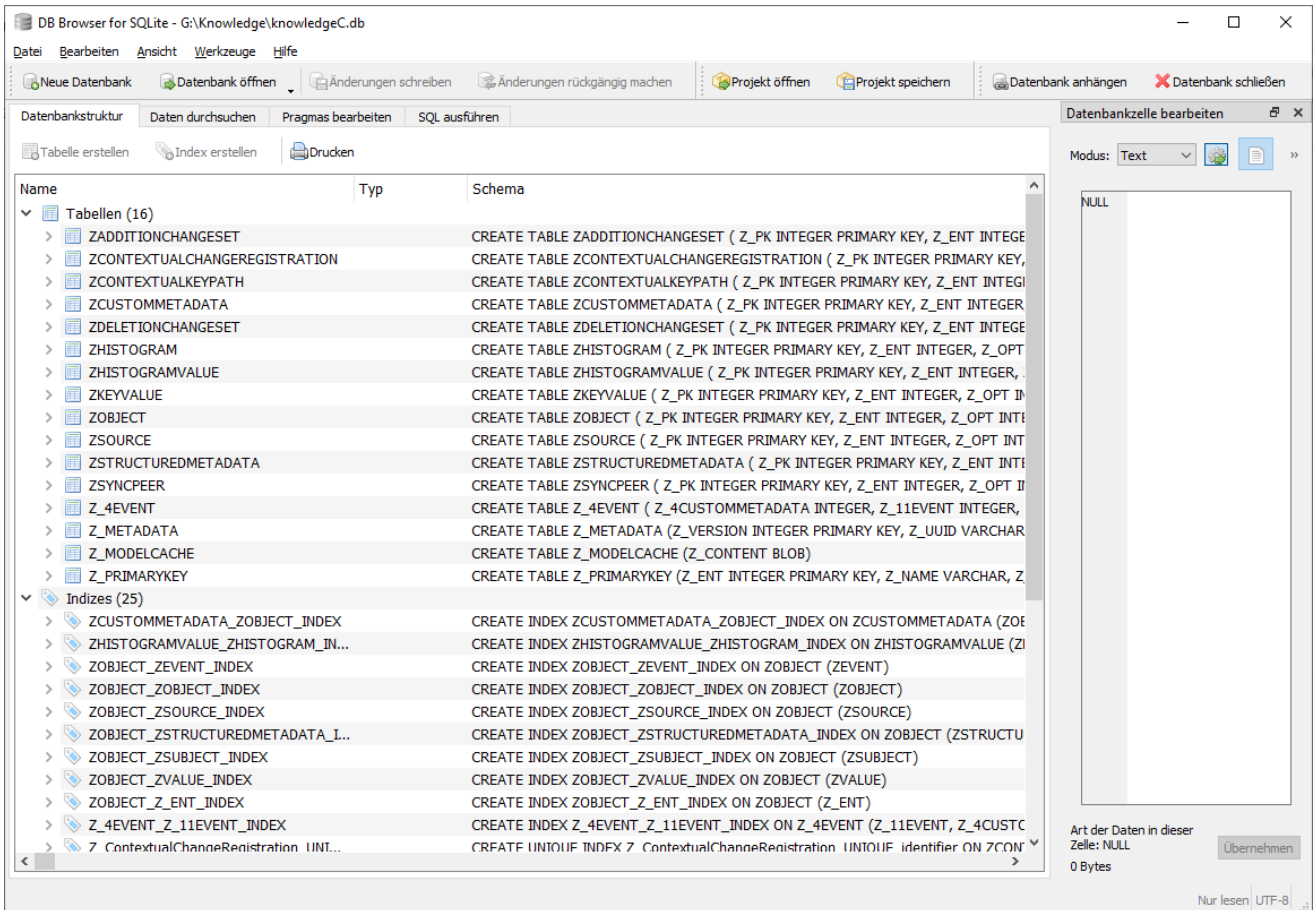 DB Browser for SQLite - G:\Knowledge\knowledgeC.db
Datei Bearbeiten Ansicht Werkzeuge Hilfe
Neue Datenbank Datenbank öffnen Änderungen schreiben Änderungen rückgängig machen Projekt öffnen Projekt speichern Datenbank anhängen Datenbank schließen
Datenbankstruktur Daten durchsuchen Pragmas bearbeiten SQL ausführen
Tabelle erstellen Index erstellen Drucken
Name Typ Schema
Tabellen (16)
ZADDITIONCHANGESET CREATE TABLE ZADDITIONCHANGESET ( Z_PK INTEGER PRIMARY KEY, Z_ENT INTEGE
ZCONTEXTUALCHANGEREGISTRATION CREATE TABLE ZCONTEXTUALCHANGEREGISTRATION ( Z_PK INTEGER PRIMARY KEY,
ZCONTEXTUALKEYPATH CREATE TABLE ZCONTEXTUALKEYPATH ( Z_PK INTEGER PRIMARY KEY, Z_ENT INTEG
ZCUSTOMMETADATA CREATE TABLE ZCUSTOMMETADATA ( Z_PK INTEGER PRIMARY KEY, Z_ENT INTEGER
ZDELETIONCHANGESET CREATE TABLE ZDELETIONCHANGESET ( Z_PK INTEGER PRIMARY KEY, Z_ENT INTEGE
ZHISTOGRAM CREATE TABLE ZHISTOGRAM ( Z_PK INTEGER PRIMARY KEY, Z_ENT INTEGER, Z_OPT
ZHISTOGRAMVALUE CREATE TABLE ZHISTOGRAMVALUE ( Z_PK INTEGER PRIMARY KEY, Z_ENT INTEGER,
ZKEYVALUE CREATE TABLE ZKEYVALUE ( Z_PK INTEGER PRIMARY KEY, Z_ENT INTEGER, Z_OPT IN
ZOBJECT CREATE TABLE ZOBJECT ( Z_PK INTEGER PRIMARY KEY, Z_ENT INTEGER, Z_OPT INTE
ZSOURCE CREATE TABLE ZSOURCE ( Z_PK INTEGER PRIMARY KEY, Z_ENT INTEGER, Z_OPT INT
ZSTRUCTUREDMETADATA CREATE TABLE ZSTRUCTUREDMETADATA ( Z_PK INTEGER PRIMARY KEY, Z_ENT INTE
ZSYNCPEER CREATE TABLE ZSYNCPEER ( Z_PK INTEGER PRIMARY KEY, Z_ENT INTEGER, Z_OPT I
Z_4EVENT CREATE TABLE Z_4EVENT ( Z_4CUSTOMMETADATA INTEGER, Z_11EVENT INTEGER,
Z_METADATA CREATE TABLE Z_METADATA (Z_VERSION INTEGER PRIMARY KEY, Z_UUID VARCHAR
Z_MODELCACHE CREATE TABLE Z_MODELCACHE (Z_CONTENT BLOB)
Z_PRIMARYKEY CREATE TABLE Z_PRIMARYKEY (Z_ENT INTEGER PRIMARY KEY, Z_NAME VARCHAR, Z_
Indizes (25)
ZCUSTOMMETADATA_ZOBJECT_INDEX CREATE INDEX ZCUSTOMMETADATA_ZOBJECT_INDEX ON ZCUSTOMMETADATA (ZOB
ZHISTOGRAMVALUE_ZHISTOGRAM_IN... CREATE INDEX ZHISTOGRAMVALUE_ZHISTOGRAM_INDEX ON ZHISTOGRAMVALUE (ZI
ZOBJECT_ZEVENT_INDEX CREATE INDEX ZOBJECT_ZEVENT_INDEX ON ZOBJECT (ZEVENT)
ZOBJECT_ZOBJECT_INDEX CREATE INDEX ZOBJECT_ZOBJECT_INDEX ON ZOBJECT (ZOBJECT)
ZOBJECT_ZSOURCE_INDEX CREATE INDEX ZOBJECT_ZSOURCE_INDEX ON ZOBJECT (ZSOURCE)
ZOBJECT_ZSTRUCTUREDMETADATA_I... CREATE INDEX ZOBJECT_ZSTRUCTUREDMETADATA_INDEX ON ZOBJECT (ZSTRUCTU
ZOBJECT_ZSUBJECT_INDEX CREATE INDEX ZOBJECT_ZSUBJECT_INDEX ON ZOBJECT (ZSUBJECT)
ZOBJECT_ZVALUE_INDEX CREATE INDEX ZOBJECT_ZVALUE_INDEX ON ZOBJECT (ZVALUE)
ZOBJECT_Z_ENT_INDEX CREATE INDEX ZOBJECT_Z_ENT_INDEX ON ZOBJECT (Z_ENT)
Z_4EVENT_Z_11EVENT_INDEX CREATE INDEX Z_4EVENT_Z_11EVENT_INDEX ON Z_4EVENT (Z_11EVENT, Z_4CUSTO
Z_ContextualChangeRegistration_UNI... CREATE UNIQUE INDEX Z_ContextualChangeRegistration_UNIQUE_identifier ON ZCONT
Datenbankzelle bearbeiten
Modus: Text »
NULL
Art der Daten in dieser
Zelle: NULL
Übernehmen
0 Bytes
Nur lesen UTF-8